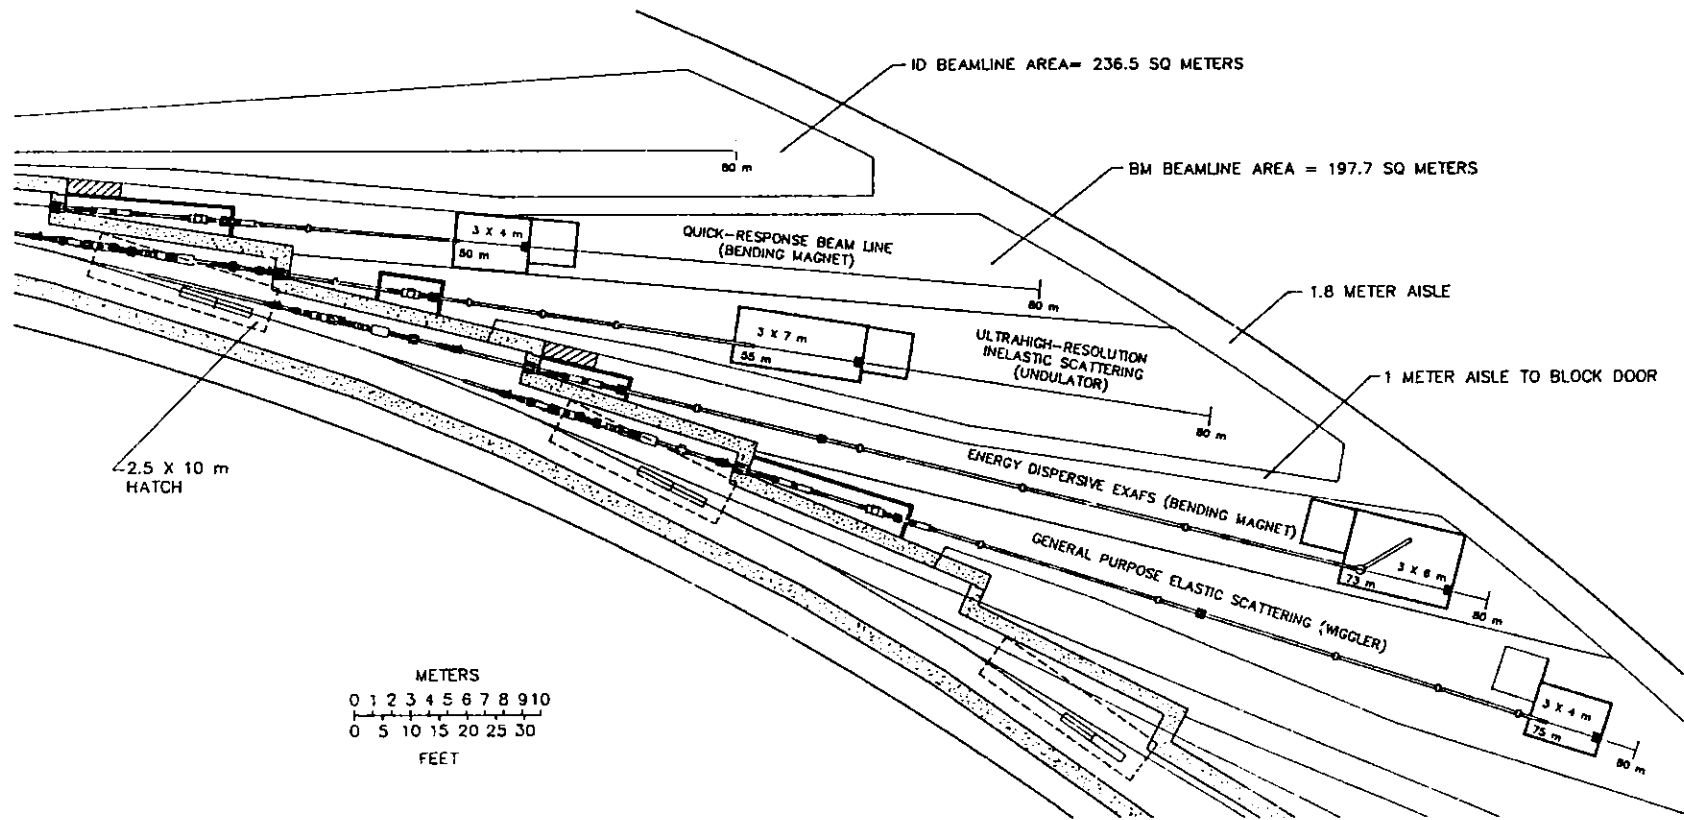 ID BEAMLINE AREA= 236.5 SQ METERS
BM BEAMLINE AREA = 197.7 SQ METERS
80 m
3 X 4 m
50 m
QUICK-RESPONSE BEAM LINE
(BENDING MAGNET)
80 m
1.8 METER AISLE
3 X 7 m
55 m
ULTRAHIGH-RESOLUTION
INELASTIC SCATTERING
(UNDULATOR)
80 m
1 METER AISLE TO BLOCK DOOR
2.5 X 10 m
HATCH
ENERGY DISPERSIVE EXAFS (BENDING MAGNET)
3 X 6 m
73 m
80 m
GENERAL PURPOSE ELASTIC SCATTERING (WIGGLER)
3 X 4 m
75 m
80 m
METERS
0 1 2 3 4 5 6 7 8 9 10
0 5 10 15 20 25 30
FEET